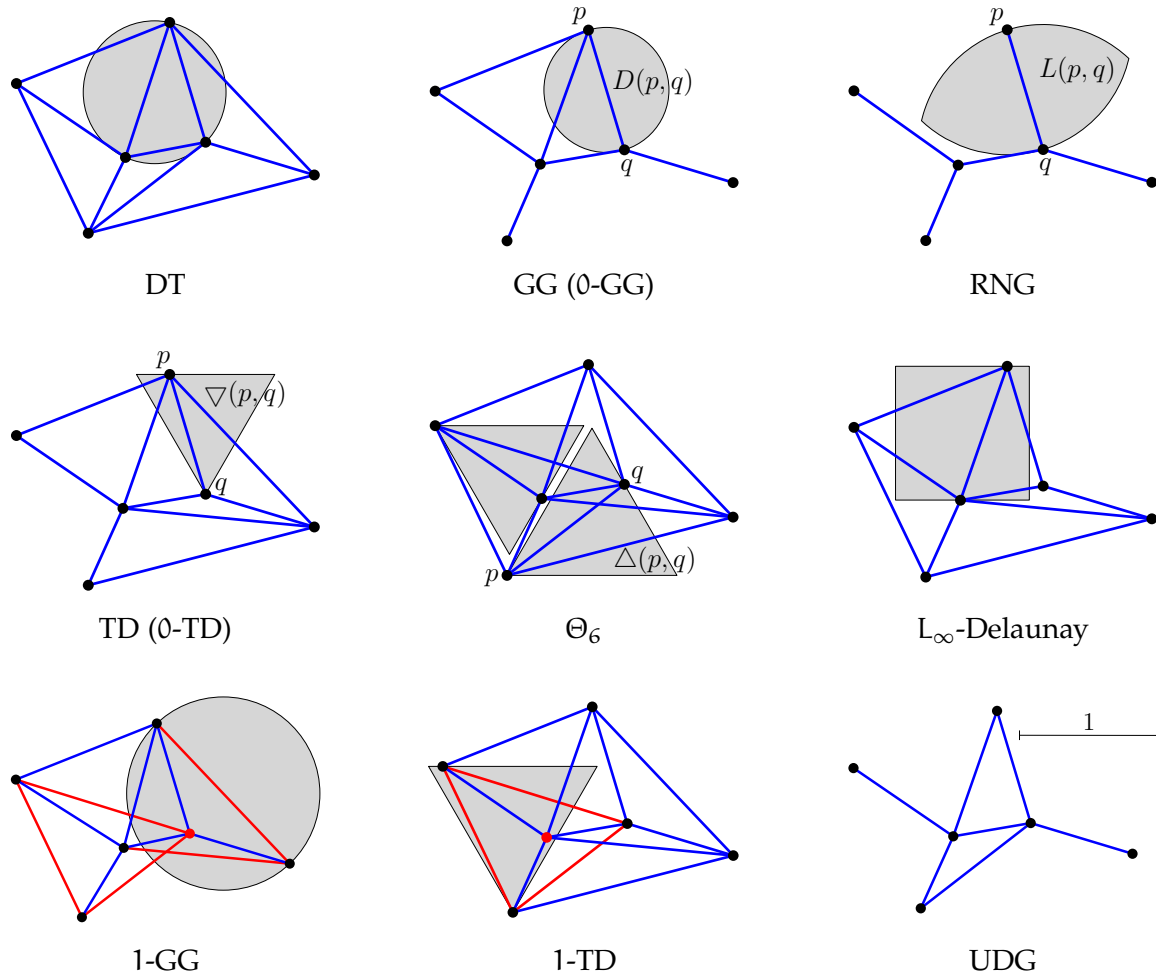 p
D(p, q)
q
p
L(p, q)
q
DT
GG (0-GG)
RNG
p
▽(p, q)
q
q
p
△(p, q)
TD (0-TD)
Θ₆
L∞-Delaunay
1
1-GG
1-TD
UDG